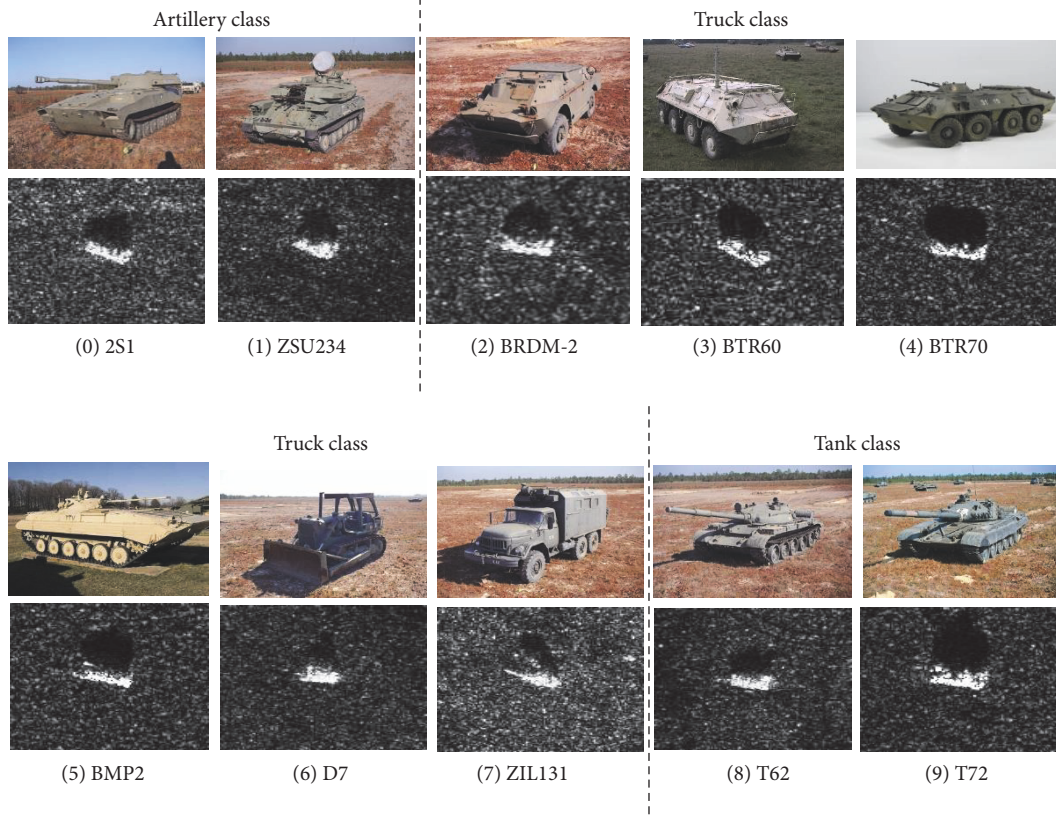 Artillery class
Truck class
(0) 2S1
(1) ZSU234
(2) BRDM-2
(3) BTR60
(4) BTR70
Truck class
Tank class
(5) BMP2
(6) D7
(7) ZIL131
(8) T62
(9) T72